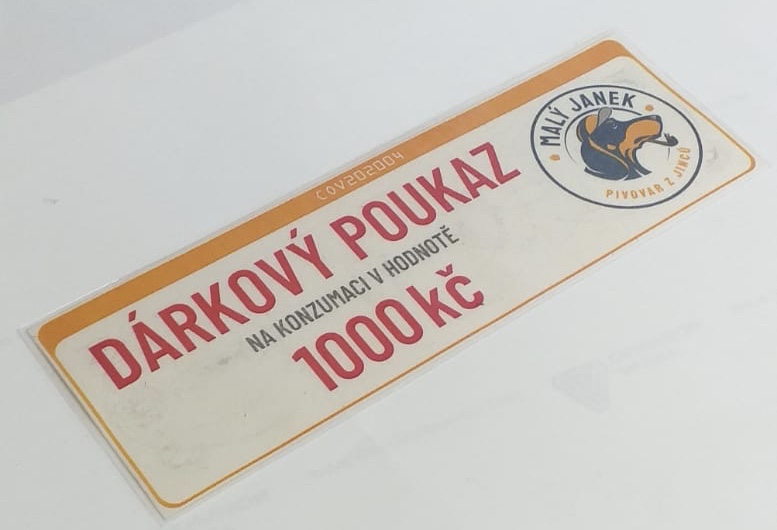 COV202004
DÁRKOVÝ POUKAZ
NA KONZUMACI V HODNOTĚ
1000 KČ
MALÝ JANEK
PIVOVAR Z JINCŮ